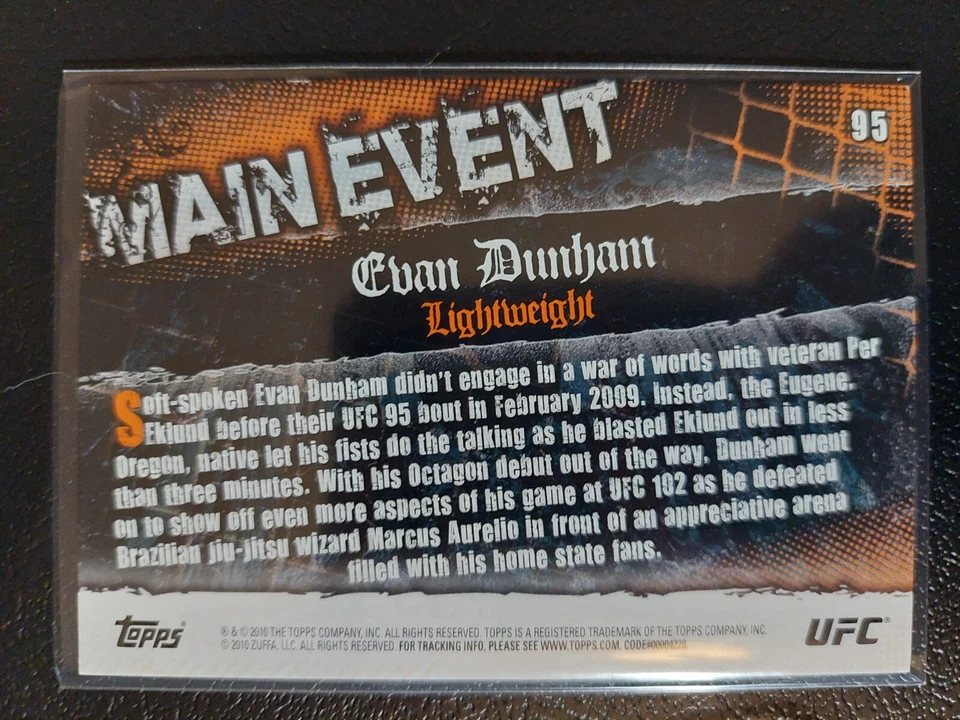 95
MAIN EVENT
Evan Dunham
Lightweight
Soft-spoken Evan Dunham didn't engage in a war of words with veteran Per
Eklund before their UFC 95 bout in February 2009. Instead, the Eugene,
Oregon, native let his fists do the talking as he blasted Eklund out in less
than three minutes. With his Octagon debut out of the way, Dunham went
on to show off even more aspects of his game at UFC 102 as he defeated
Brazilian jiu-jitsu wizard Marcus Aurelio in front of an appreciative arena
filled with his home state fans.
topps®
® & © 2010 THE TOPPS COMPANY, INC. ALL RIGHTS RESERVED. TOPPS IS A REGISTERED TRADEMARK OF THE TOPPS COMPANY, INC.
© 2010 ZUFFA, LLC. ALL RIGHTS RESERVED. FOR TRACKING INFO, PLEASE SEE WWW.TOPPS.COM. CODE#00004228
UFC®